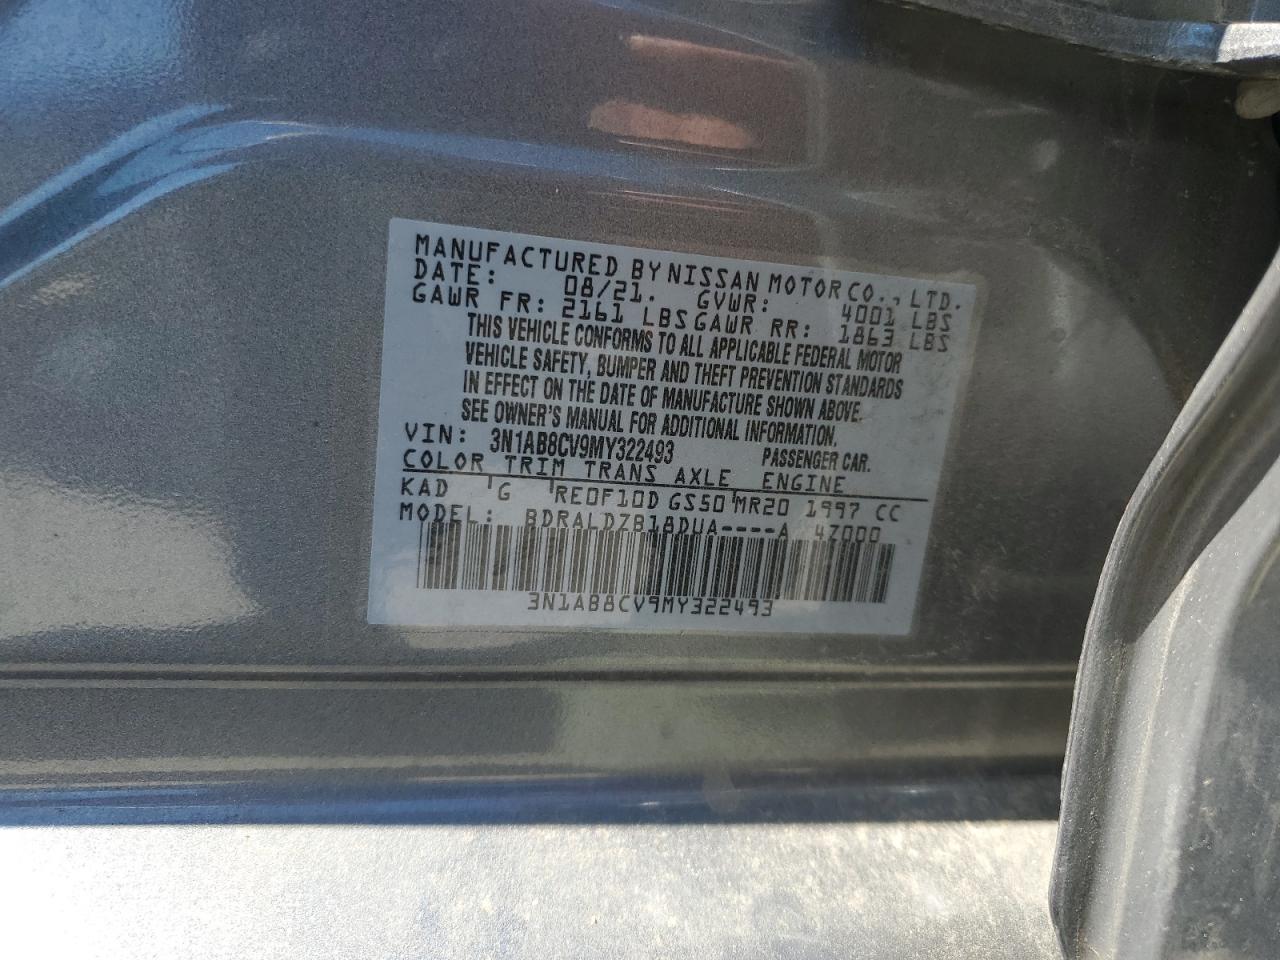 MANUFACTURED BY NISSAN MOTOR CO., LTD.
DATE: 08/21. GVWR: 4001 LBS
GAWR FR: 2161 LBS GAWR RR: 1863 LBS
THIS VEHICLE CONFORMS TO ALL APPLICABLE FEDERAL MOTOR
VEHICLE SAFETY, BUMPER AND THEFT PREVENTION STANDARDS
IN EFFECT ON THE DATE OF MANUFACTURE SHOWN ABOVE.
SEE OWNER'S MANUAL FOR ADDITIONAL INFORMATION.
VIN: 3N1AB8CV9MY322493 PASSENGER CAR.
COLOR TRIM TRANS AXLE ENGINE
KAD G RE0F10D GS50 MR20 1997 CC
MODEL: BDRALDZB18DUA----A 47000
3N1AB8CV9MY322493